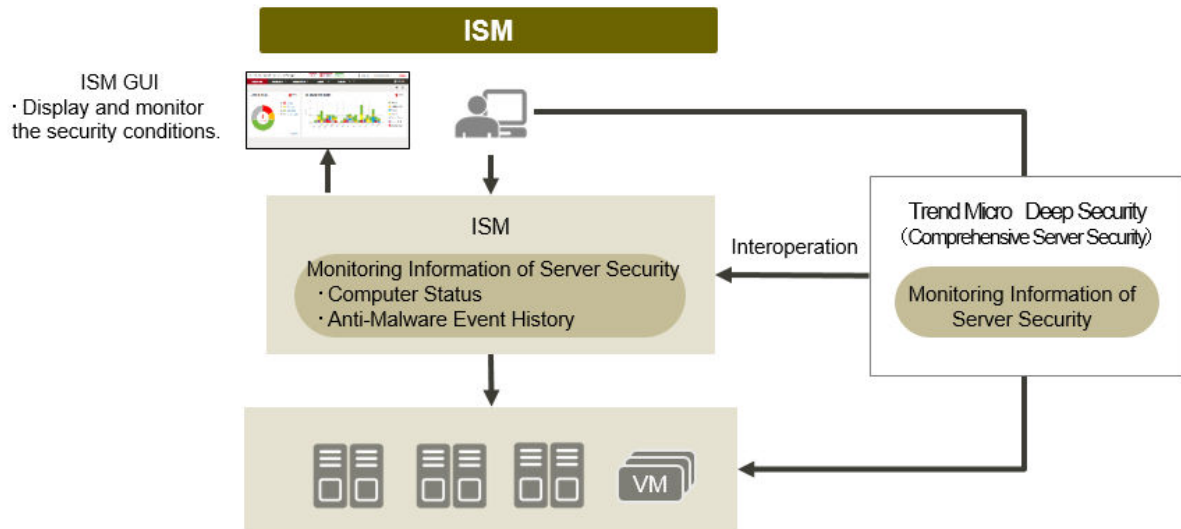 ISM
ISM GUI
・Display and monitor
the security conditions.
ISM
Monitoring Information of Server Security
・Computer Status
・Anti-Malware Event History
Interoperation
Trend Micro Deep Security
（Comprehensive Server Security）
Monitoring Information of
Server Security
VM